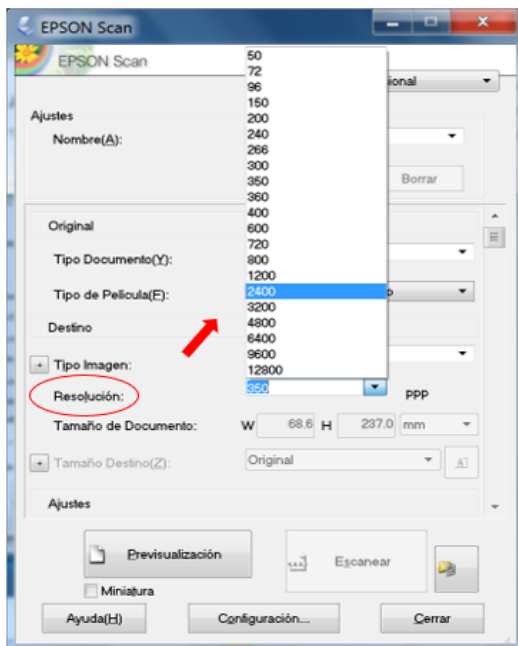 EPSON Scan
EPSON Scan
50
72
96
150
200
240
266
300
350
360
400
600
720
800
1200
2400
3200
4800
6400
9600
12800
ional
Ajustes
Nombre(A):
Borrar
Original
Tipo Documento(Y):
Tipo de Pelicula(F):
o
Destino
+ Tipo Imagen:
Resolución:
350
PPP
Tamaño de Documento:
W 68.6 H 237.0 mm
+ Tamaño Destino(Z):
Original
A
Ajustes
Previsualización
Escanear
Miniatura
Ayuda(H)
Configuración...
Cerrar